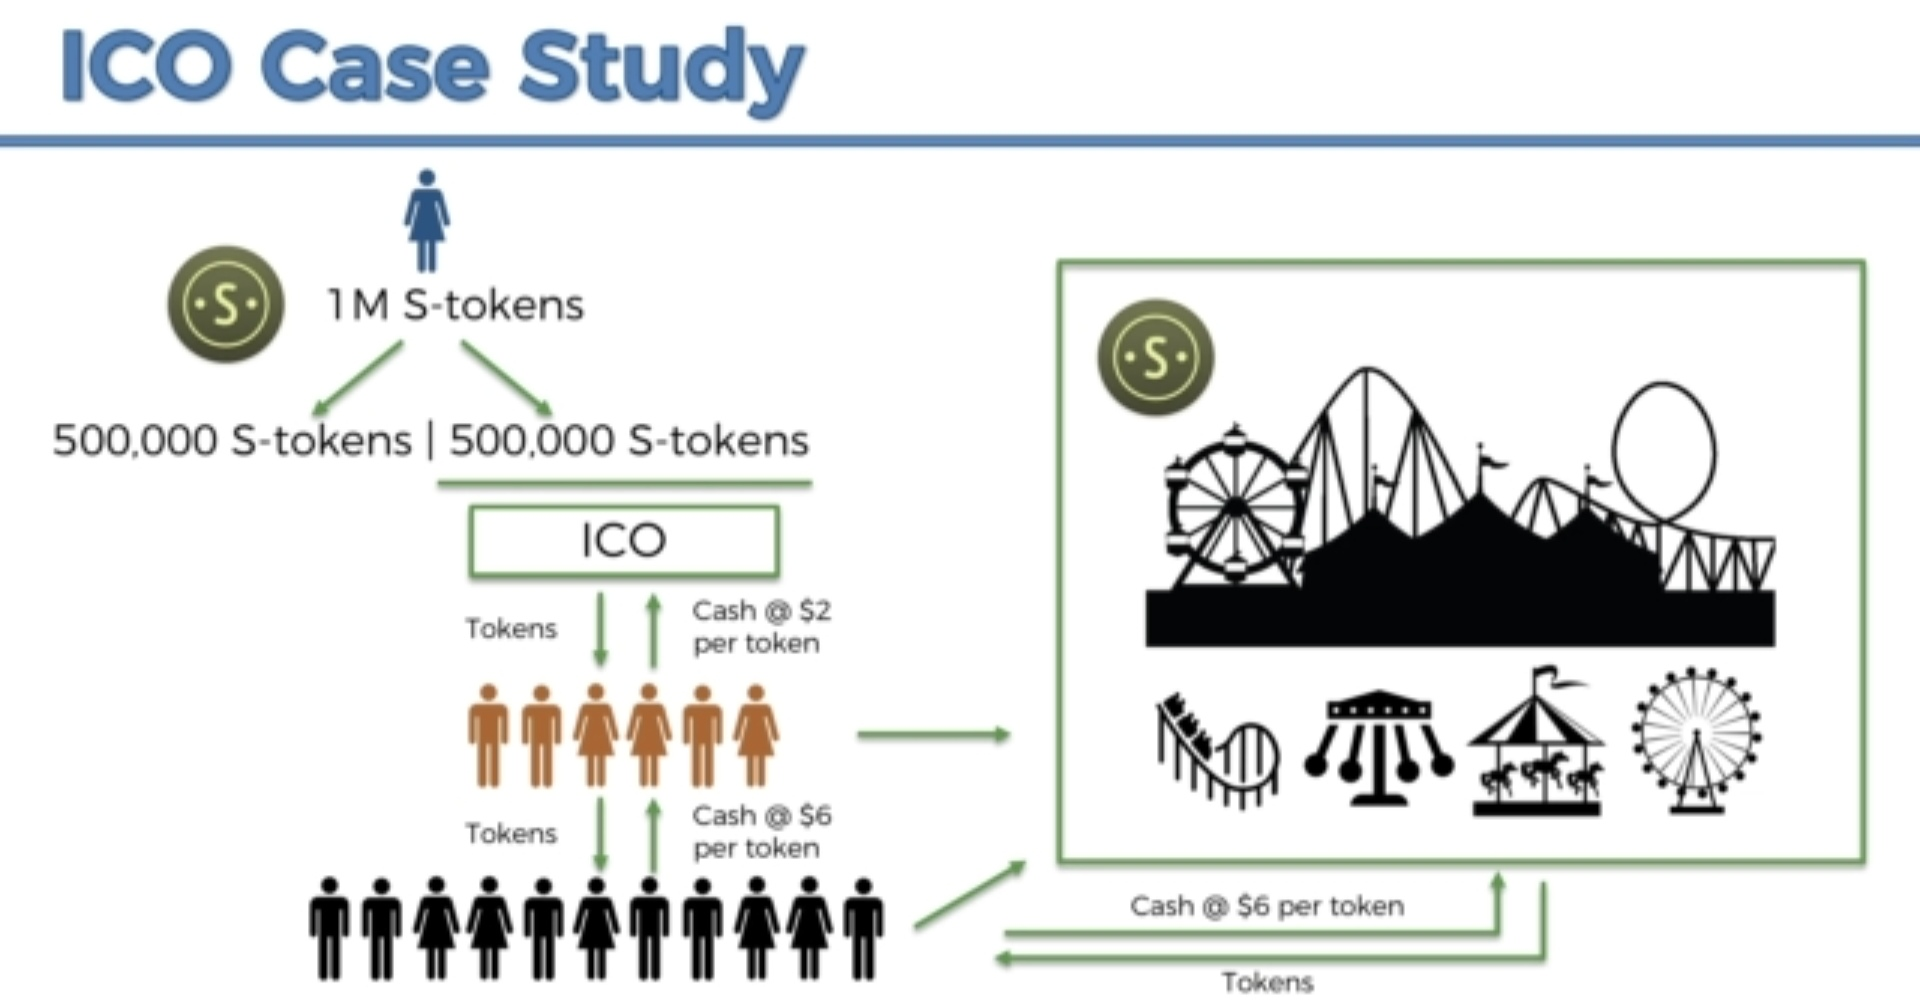 ICO Case Study
1M S-tokens
·S·
500,000 S-tokens | 500,000 S-tokens
ICO
Tokens
Cash @ $2
per token
Tokens
Cash @ $6
per token
·S·
Cash @ $6 per token
Tokens